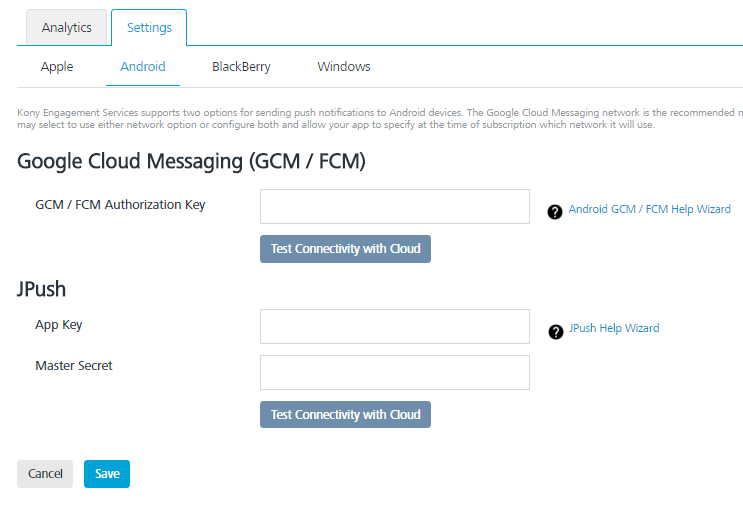 Analytics Settings
Apple Android BlackBerry Windows
Kony Engagement Services supports two options for sending push notifications to Android devices. The Google Cloud Messaging network is the recommended
may select to use either network option or configure both and allow your app to specify at the time of subscription which network it will use.
Google Cloud Messaging (GCM / FCM)
GCM / FCM Authorization Key ? Android GCM / FCM Help Wizard
Test Connectivity with Cloud
JPush
App Key ? JPush Help Wizard
Master Secret
Test Connectivity with Cloud
Cancel Save